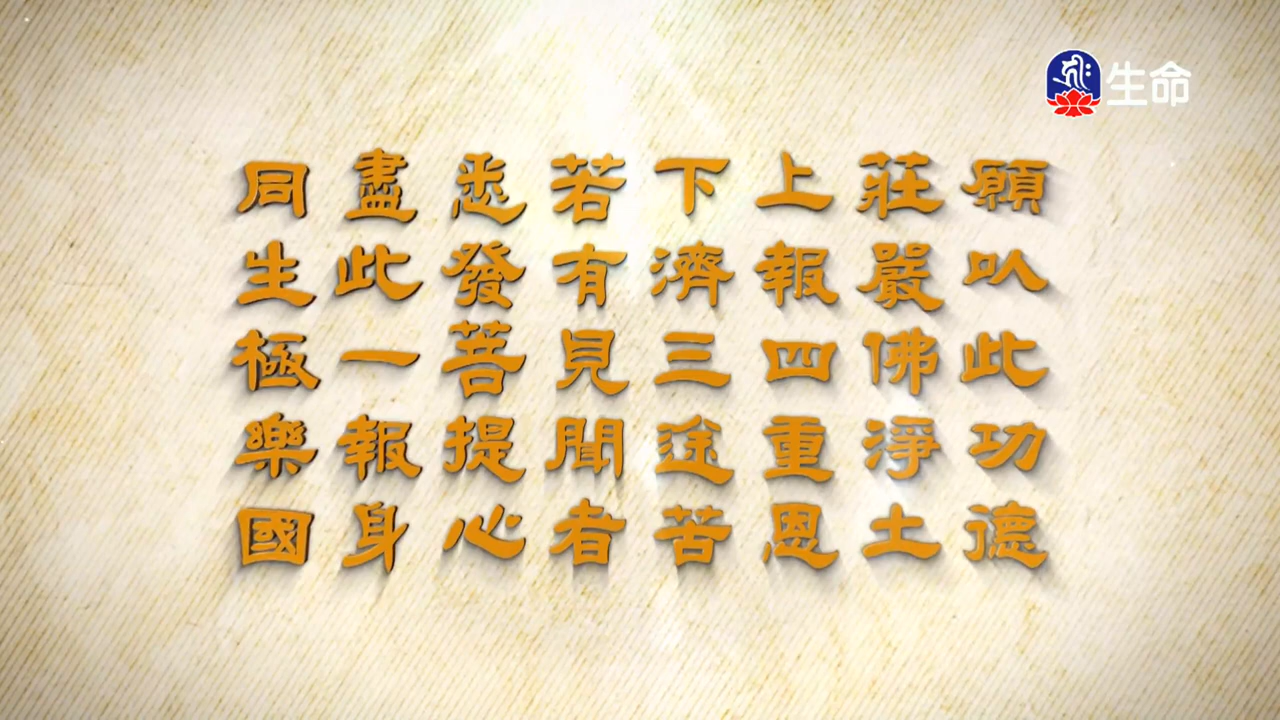 生命
願㕥此功德
莊嚴佛淨土
上報四重恩
下濟三途苦
若有見聞者
悉發菩提心
盡此一報身
同生極樂國